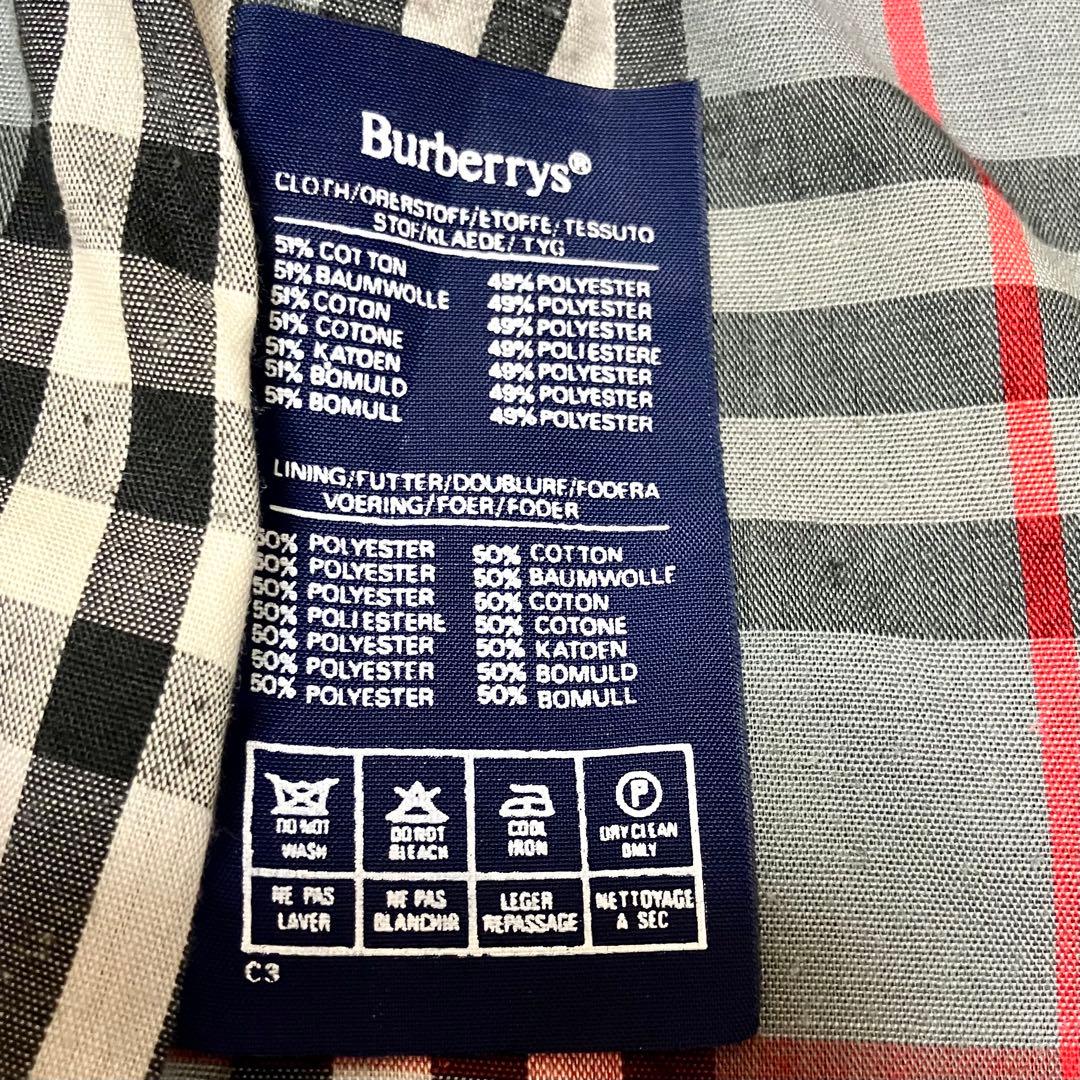 Burberrys®
CLOTH/OBERSTOFF/ETOFFE/TESSUTO
STOF/KLAEDE/TYG
51% COTTON 49% POLYESTER
51% BAUMWOLLE 49% POLYESTER
51% COTON 49% POLYESTER
51% COTONE 49% POLIESTERE
51% KATOEN 49% POLYESTER
51% BOMULD 49% POLYESTER
51% BOMULL 49% POLYESTER
LINING/FUTTER/DOUBLURE/FODERA
VOERING/FOER/FODER
50% POLYESTER 50% COTTON
50% POLYESTER 50% BAUMWOLLE
50% POLYESTER 50% COTON
50% POLIESTERE 50% COTONE
50% POLYESTER 50% KATOEN
50% POLYESTER 50% BOMULD
50% POLYESTER 50% BOMULL
P
DO NOT
WASH
DO NOT
BLEACH
COOL
IRON
DRY CLEAN
ONLY
NE PAS
LAVER
NE PAS
BLANCHIR
LEGER
REPASSAGE
NETTOYAGE
A SEC
C3